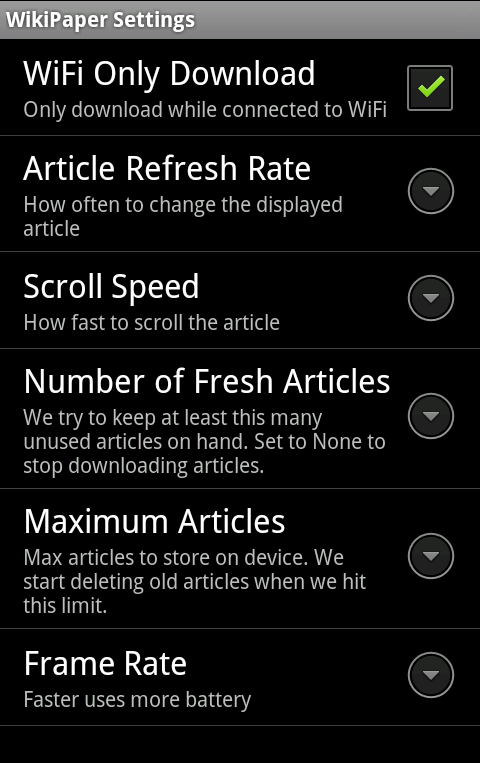 WikiPaper Settings
WiFi Only Download
Only download while connected to WiFi
Article Refresh Rate
How often to change the displayed
article
Scroll Speed
How fast to scroll the article
Number of Fresh Articles
We try to keep at least this many
unused articles on hand. Set to None to
stop downloading articles.
Maximum Articles
Max articles to store on device. We
start deleting old articles when we hit
this limit.
Frame Rate
Faster uses more battery